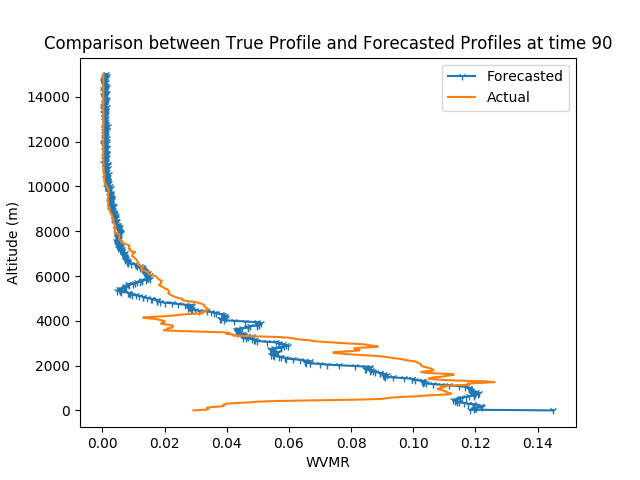 Comparison between True Profile and Forecasted Profiles at time 90
Forecasted
Actual
14000
12000
10000
8000
6000
4000
2000
0
Altitude (m)
0.00 0.02 0.04 0.06 0.08 0.10 0.12 0.14
WVMR